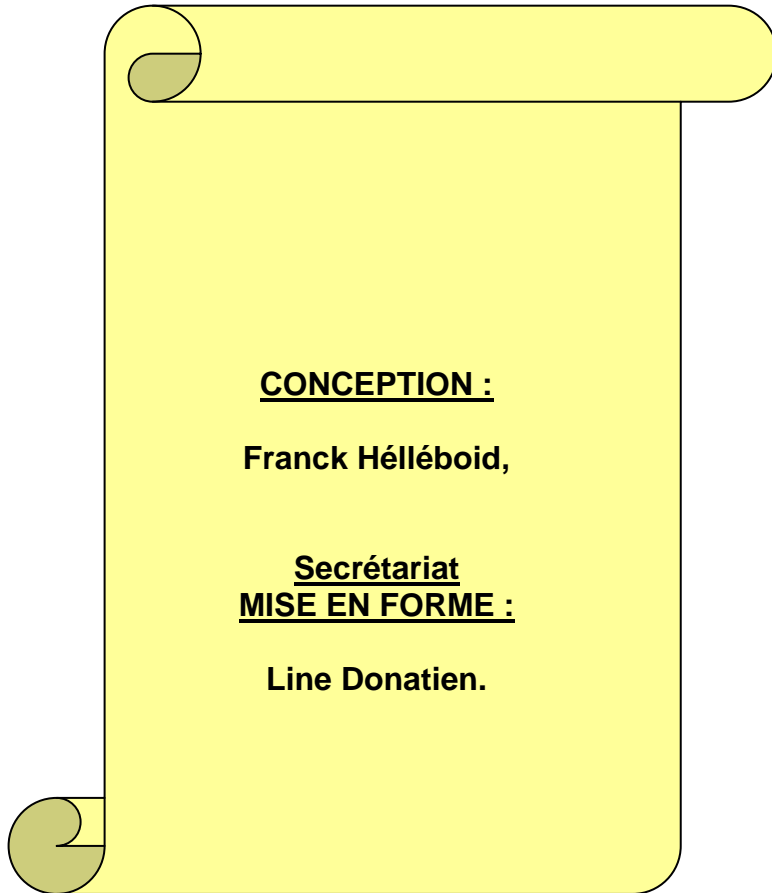 CONCEPTION :
Franck Hélléboid,
Secrétariat
MISE EN FORME :
Line Donatien.